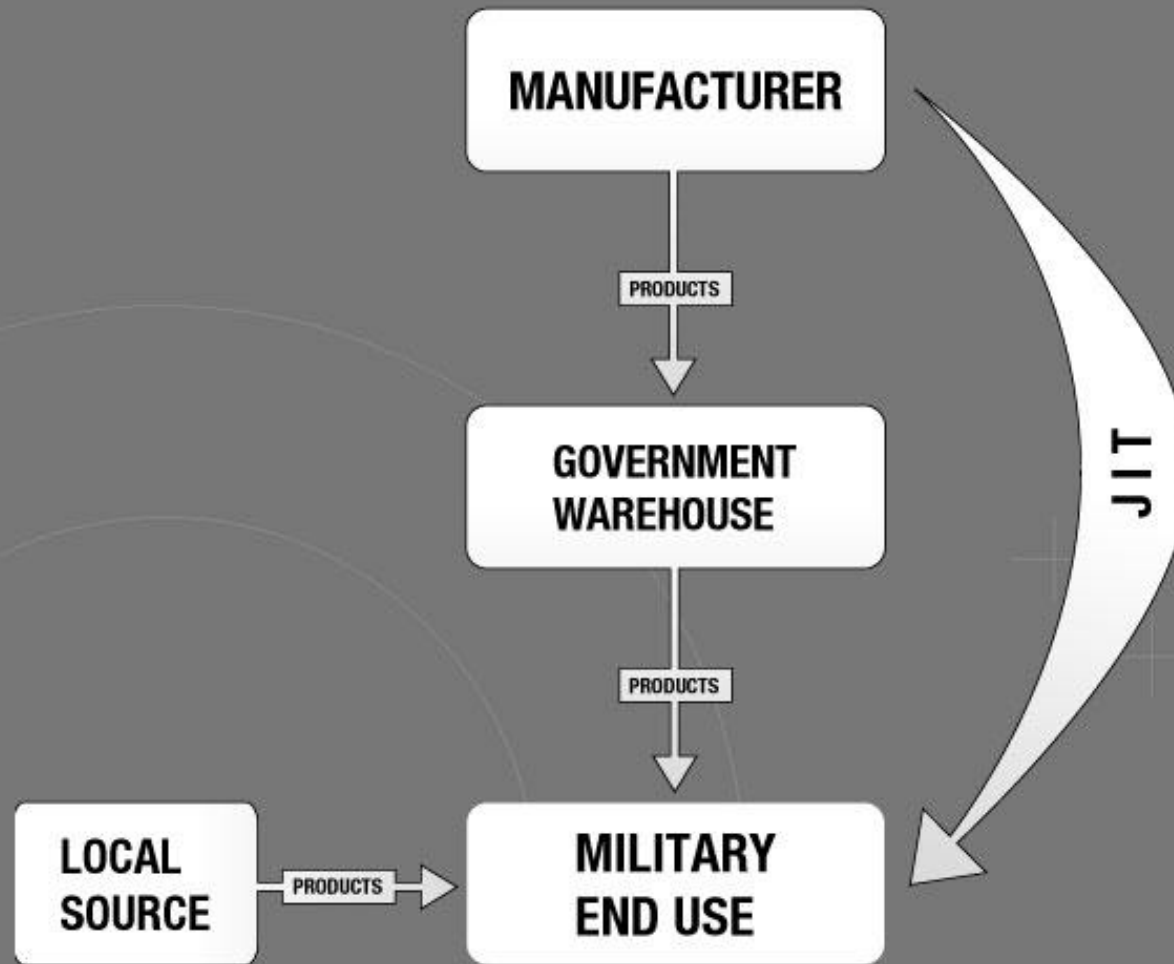 MANUFACTURER
PRODUCTS
GOVERNMENT
WAREHOUSE
JIT
PRODUCTS
LOCAL
SOURCE
PRODUCTS
MILITARY
END USE